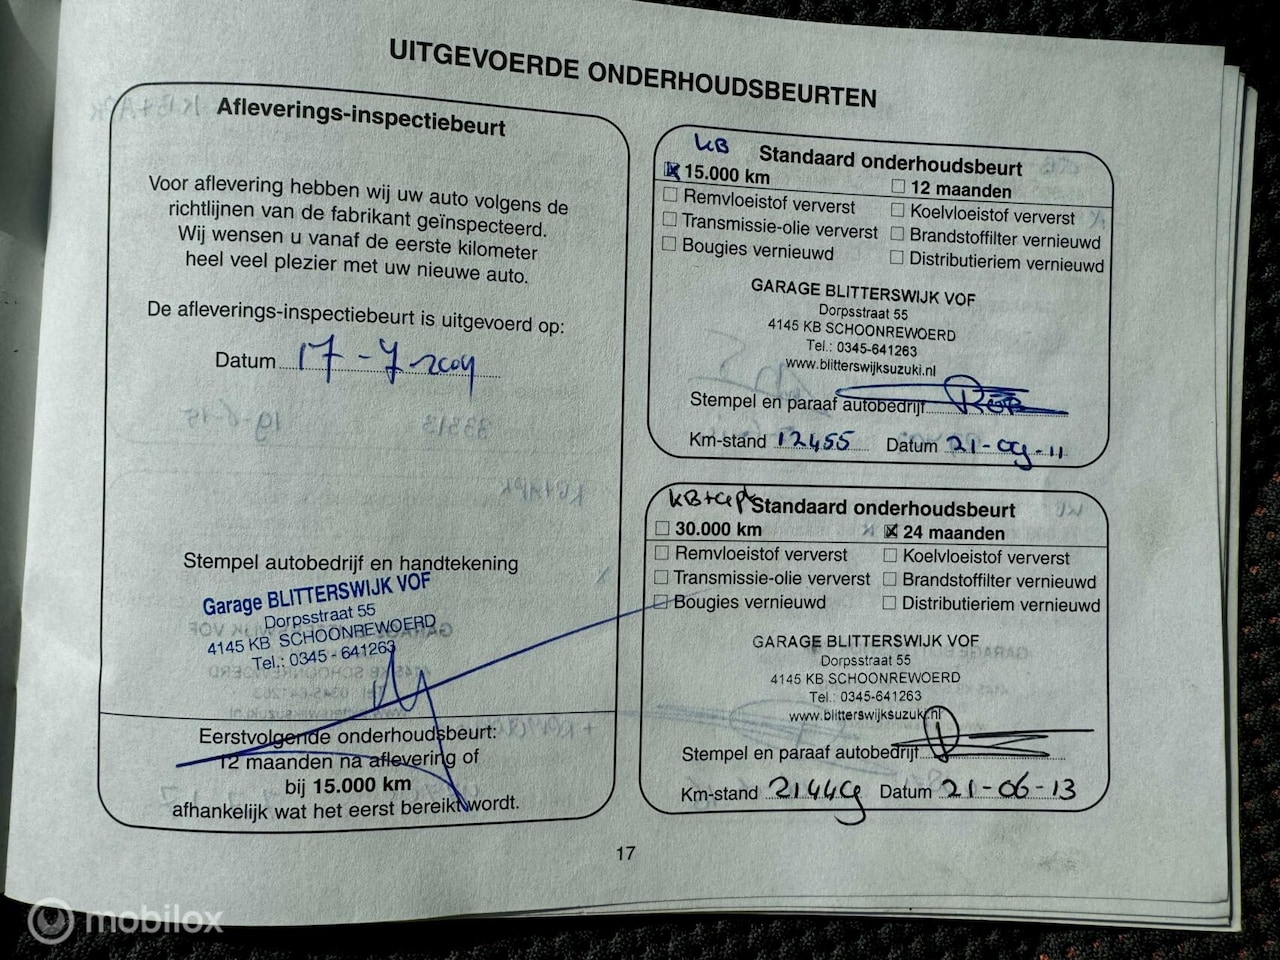 UITGEVOERDE ONDERHOUDSBEURTEN
Afleverings-inspectiebeurt
Voor aflevering hebben wij uw auto volgens de
richtlijnen van de fabrikant geïnspecteerd.
Wij wensen u vanaf de eerste kilometer
heel veel plezier met uw nieuwe auto.
De afleverings-inspectiebeurt is uitgevoerd op:
Datum 17-7-2009
Stempel autobedrijf en handtekening
Garage BLITTERSWIJK VOF
Dorpsstraat 55
4145 KB SCHOONREWOERD
Tel.: 0345 - 641263
Eerstvolgende onderhoudsbeurt:
12 maanden na aflevering of
bij 15.000 km
afhankelijk wat het eerst bereikt wordt.
KB Standaard onderhoudsbeurt
15.000 km 12 maanden
Remvloeistof ververst Koelvloeistof ververst
Transmissie-olie ververst Brandstoffilter vernieuwd
Bougies vernieuwd Distributieriem vernieuwd
GARAGE BLITTERSWIJK VOF
Dorpsstraat 55
4145 KB SCHOONREWOERD
Tel.: 0345-641263
www.blitterswijksuzuki.nl
Stempel en paraaf autobedrijf
Km-stand 12455 Datum 21-09-11
Standaard onderhoudsbeurt
30.000 km 24 maanden
Remvloeistof ververst Koelvloeistof ververst
Transmissie-olie ververst Brandstoffilter vernieuwd
Bougies vernieuwd Distributieriem vernieuwd
GARAGE BLITTERSWIJK VOF
Dorpsstraat 55
4145 KB SCHOONREWOERD
Tel.: 0345-641263
www.blitterswijksuzuki.nl
Stempel en paraaf autobedrijf
Km-stand 21449 Datum 21-06-13
17
mobilox